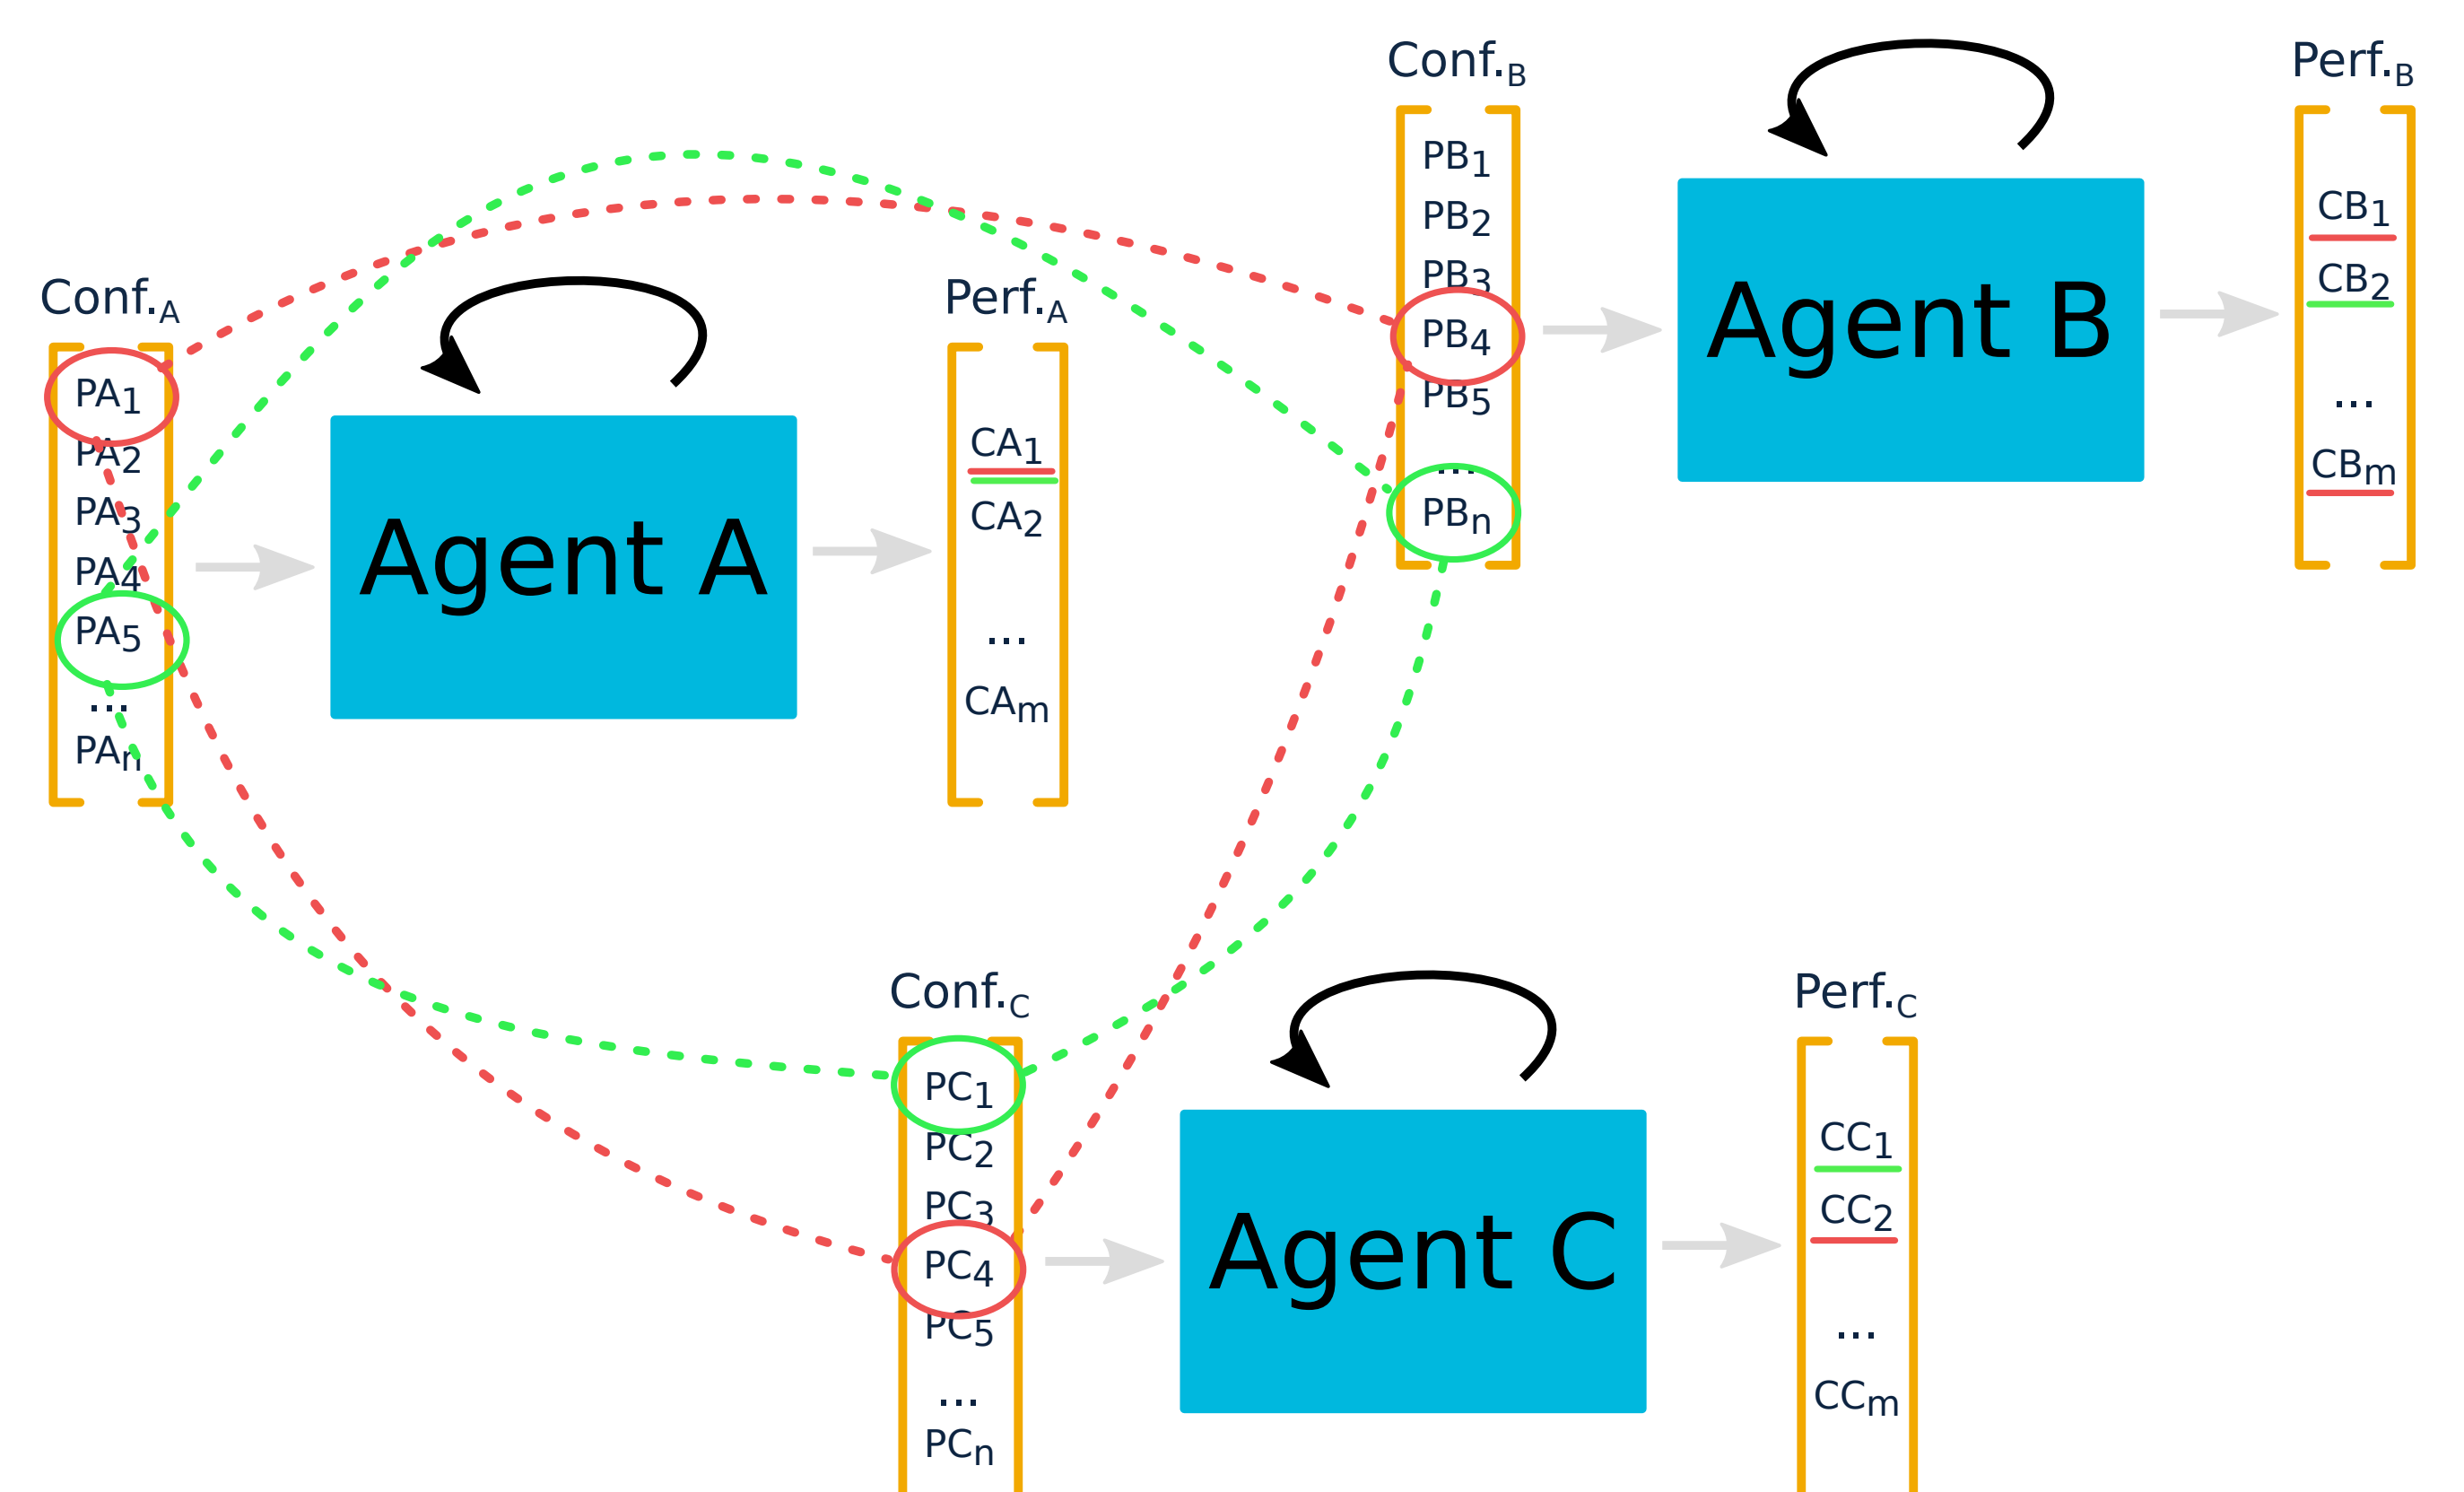 Conf.A
PA1
PA2
PA3
PA4
PA5
...
PAn
Agent A
Perf.A
CA1
CA2
...
CAm
Conf.B
PB1
PB2
PB3
PB4
PB5
...
PBn
Agent B
Perf.B
CB1
CB2
...
CBm
Conf.C
PC1
PC2
PC3
PC4
PC5
...
PCn
Agent C
Perf.C
CC1
CC2
...
CCm